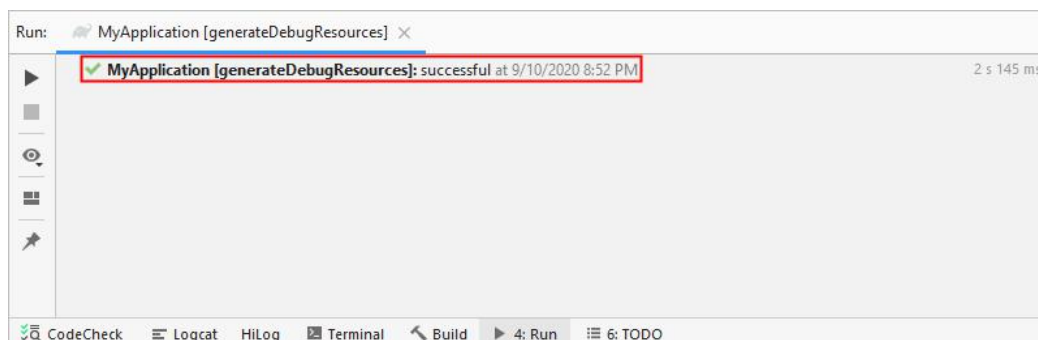 Run: MyApplication [generateDebugResources]
MyApplication [generateDebugResources]: successful at 9/10/2020 8:52 PM 2 s 145 ms
CodeCheck Logcat HiLog Terminal Build 4: Run 6: TODO